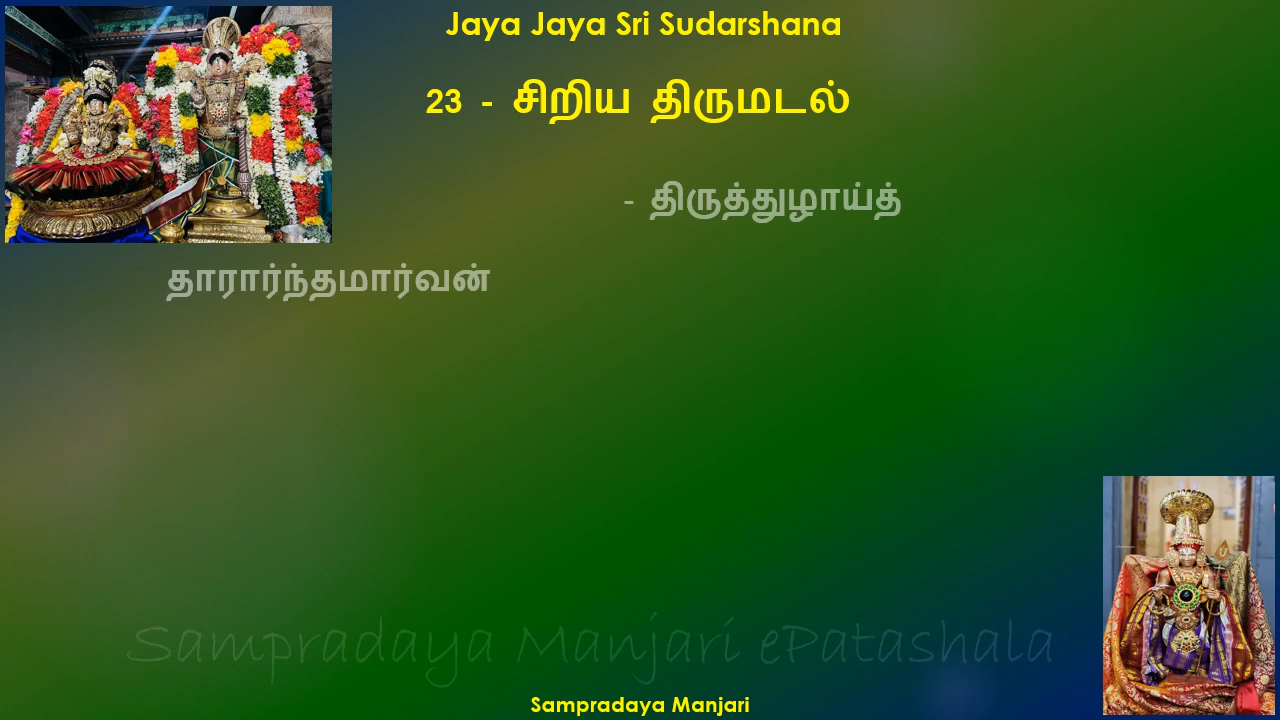 Jaya Jaya Sri Sudarshana
23 - சிறிய திருமடல்
- திருத்துழாய்த்
தாரார்ந்தமார்வன்
Sampradaya Manjari ePatashala
Sampradaya Manjari